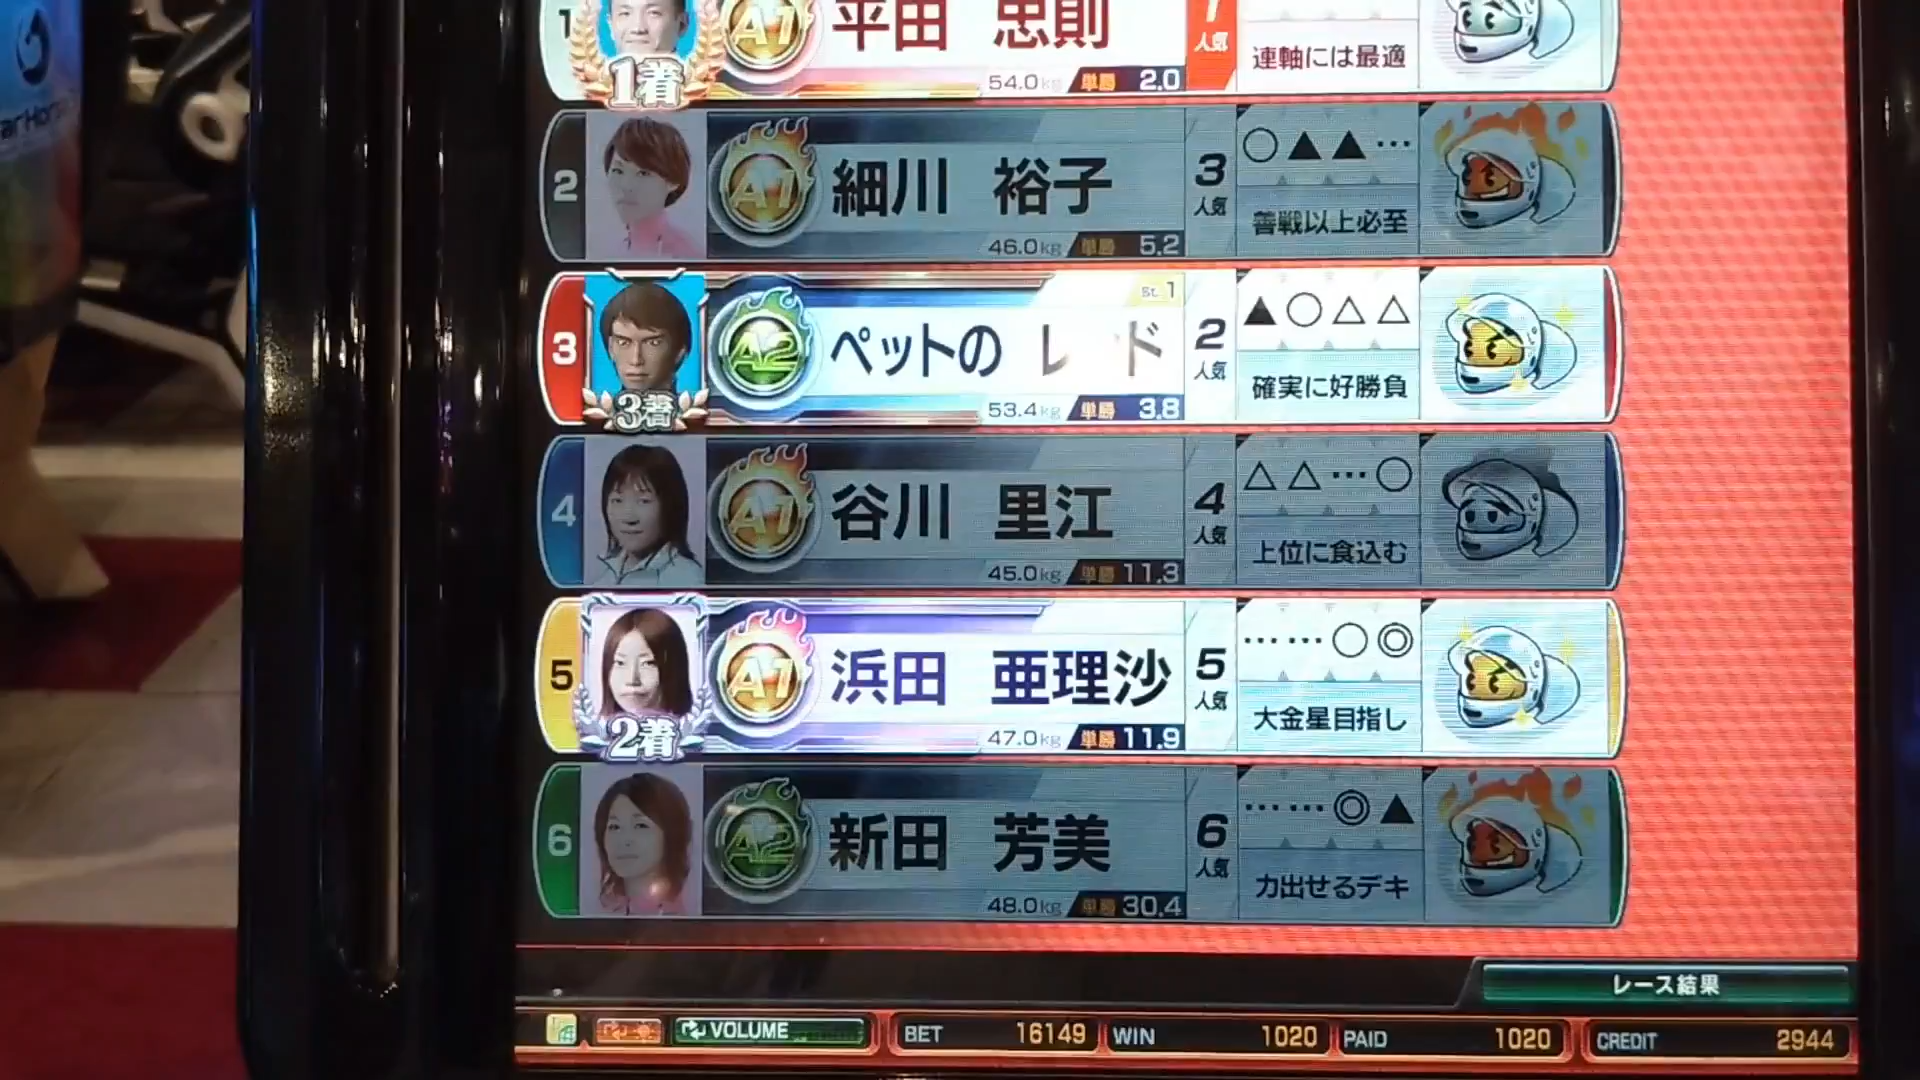 1 A1 平田 忠則 1 人気
1着 54.0kg 単勝 2.0 連軸には最適
2 A1 細川 裕子 3 人気 ○▲▲…
46.0kg 単勝 5.2 善戦以上必至
3 A2 ペットの レ ド 2 人気 ▲○△△
St.1
3着 53.4kg 単勝 3.8 確実に好勝負
4 A1 谷川 里江 4 人気 △△…○
45.0kg 単勝 11.3 上位に食込む
5 A1 浜田 亜理沙 5 人気 ……○◎
2着 47.0kg 単勝 11.9 大金星目指し
6 A2 新田 芳美 6 人気 ……◎▲
48.0kg 単勝 30.4 力出せるデキ
レース結果
VOLUME BET 16149 WIN 1020 PAID 1020 CREDIT 2944